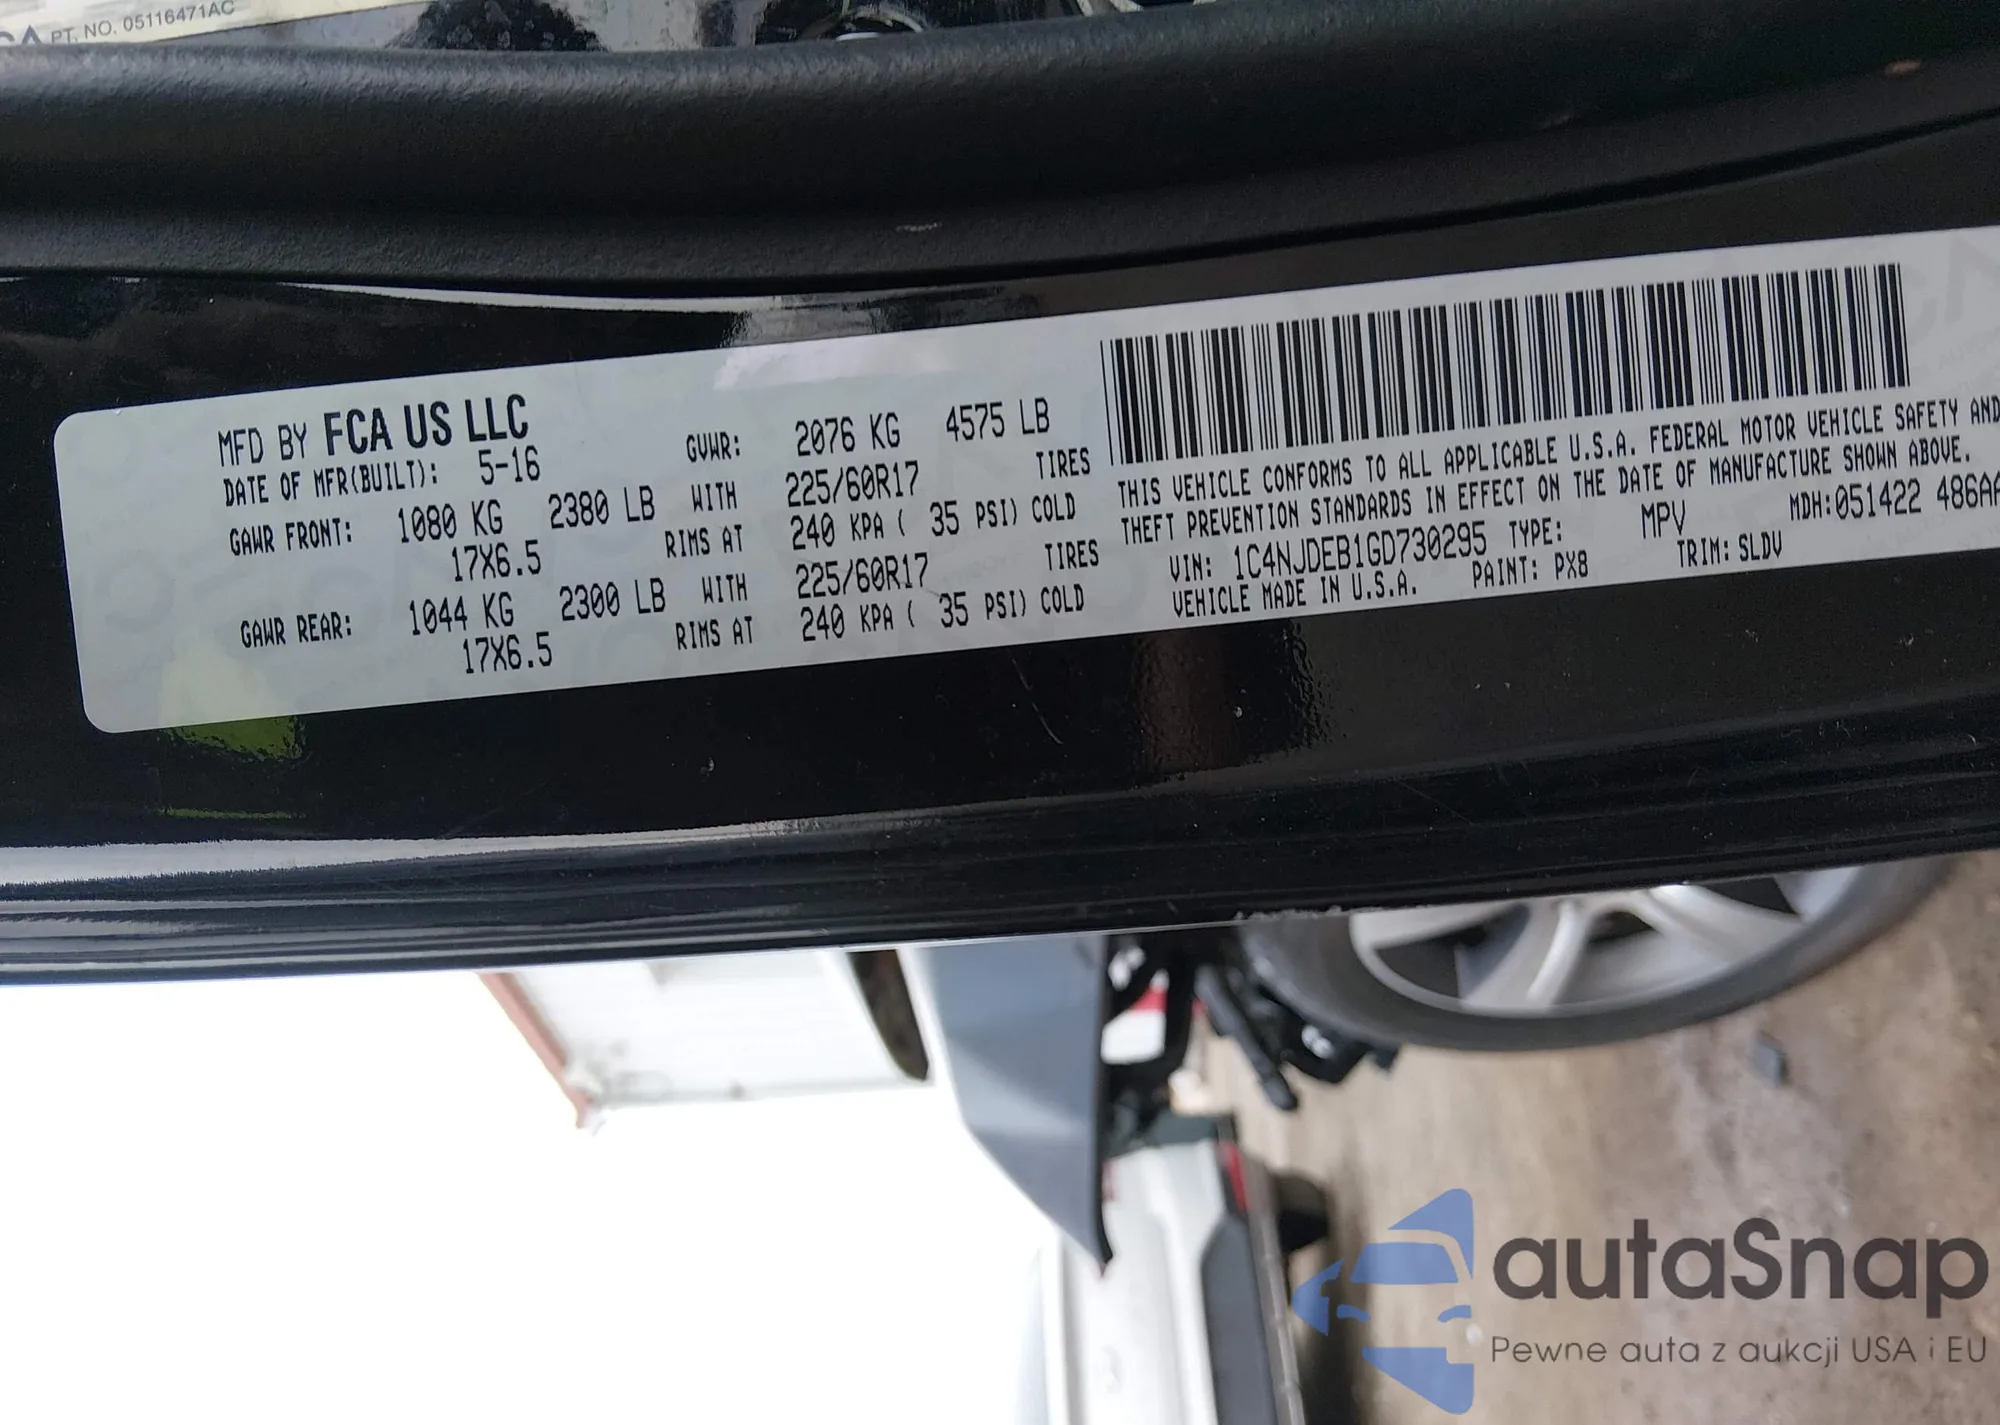 PT. NO. 05116471AC
MFD BY FCA US LLC
DATE OF MFR(BUILT): 5-16
GVWR: 2076 KG 4575 LB
GAWR FRONT: 1080 KG 2380 LB WITH 225/60R17 TIRES
17X6.5 RIMS AT 240 KPA ( 35 PSI) COLD
GAWR REAR: 1044 KG 2300 LB WITH 225/60R17 TIRES
17X6.5 RIMS AT 240 KPA ( 35 PSI) COLD
THIS VEHICLE CONFORMS TO ALL APPLICABLE U.S.A. FEDERAL MOTOR VEHICLE SAFETY AND
THEFT PREVENTION STANDARDS IN EFFECT ON THE DATE OF MANUFACTURE SHOWN ABOVE.
VIN: 1C4NJDEB1GD730295 TYPE: MPV MDH:051422 486AA
VEHICLE MADE IN U.S.A. PAINT: PX8 TRIM: SLDV
autaSnap
Pewne auta z aukcji USA i EU